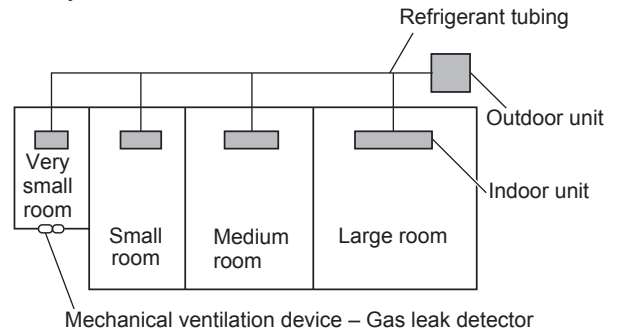 Refrigerant tubing
Outdoor unit
Indoor unit
Very
small
room
Small
room
Medium
room
Large room
Mechanical ventilation device – Gas leak detector